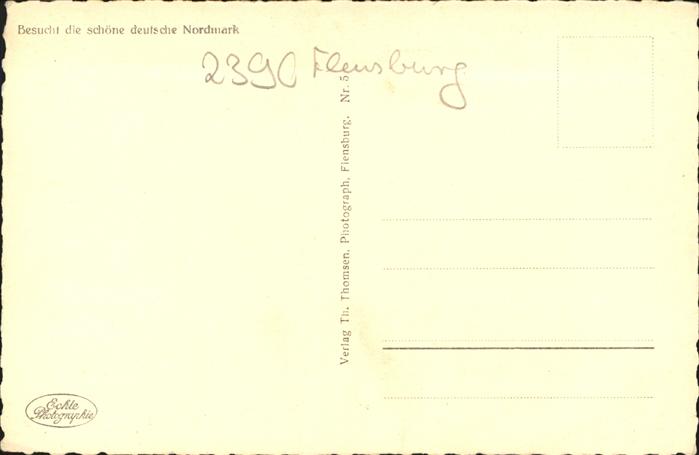 Besucht die schöne deutsche Nordmark
2390 Flensburg
Verlag Th. Thomsen, Photograph, Flensburg. Nr. 5
Echte
Photographie